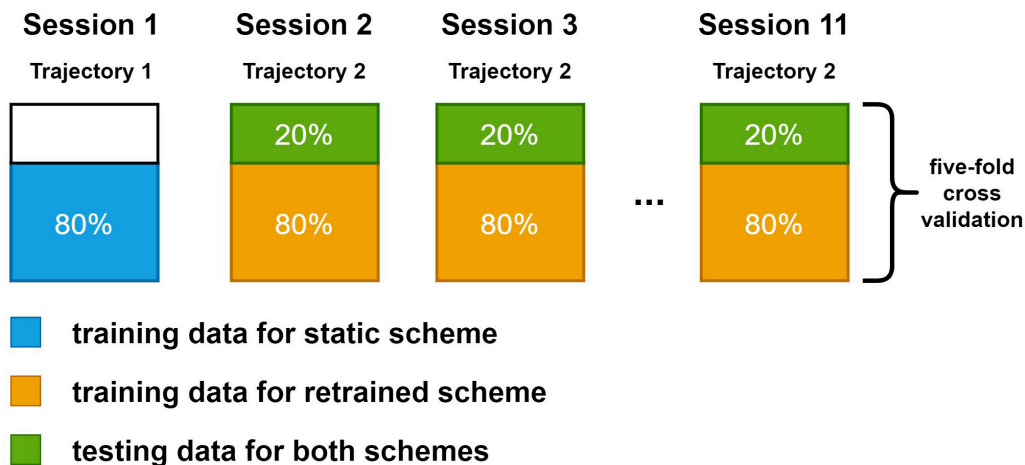 Session 1 Session 2 Session 3 Session 11
Trajectory 1 Trajectory 2 Trajectory 2 Trajectory 2
20% 20% 20%
80% 80% 80% ... 80%
five-fold
cross
validation
training data for static scheme
training data for retrained scheme
testing data for both schemes